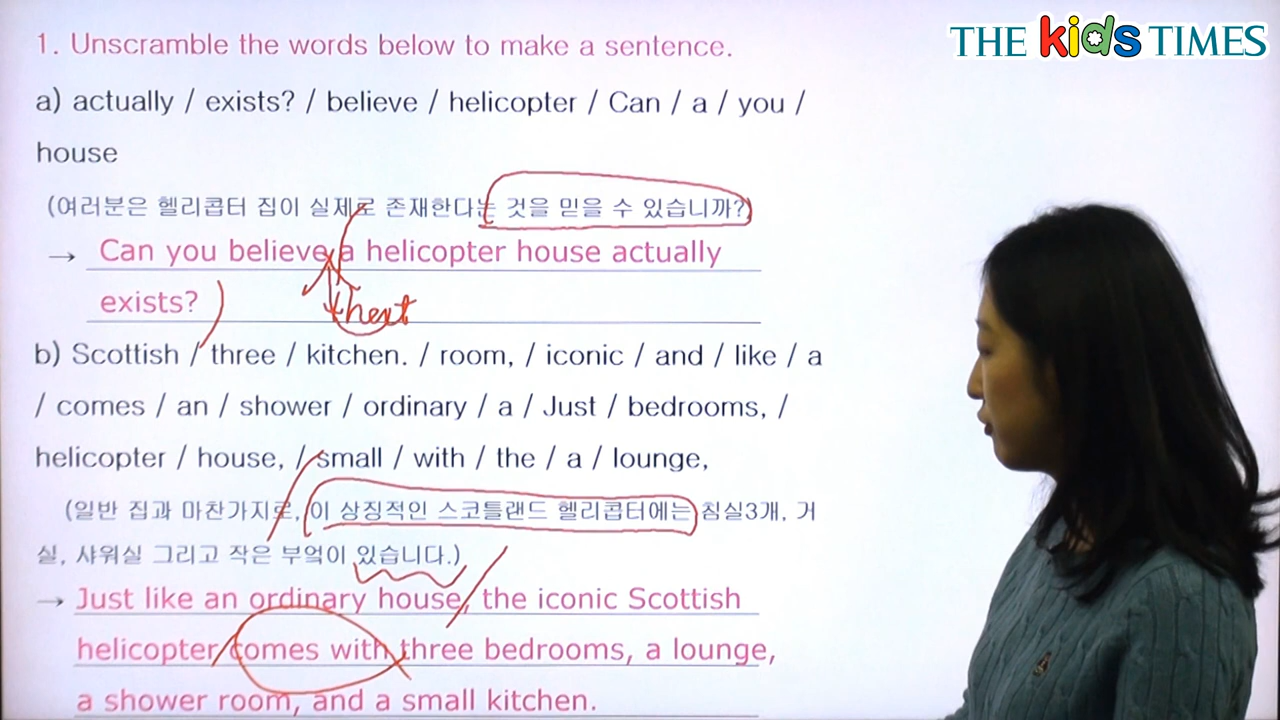 THE kids TIMES
1. Unscramble the words below to make a sentence.
a) actually / exists? / believe / helicopter / Can / a / you /
house
(여러분은 헬리콥터 집이 실제로 존재한다는 것을 믿을 수 있습니까?)
→ Can you believe a helicopter house actually
that
exists?
b) Scottish / three / kitchen. / room, / iconic / and / like / a
/ comes / an / shower / ordinary / a / Just / bedrooms, /
helicopter / house, / small / with / the / a / lounge,
(일반 집과 마찬가지로, 이 상징적인 스코틀랜드 헬리콥터에는 침실3개, 거
실, 샤워실 그리고 작은 부엌이 있습니다.)
→ Just like an ordinary house, the iconic Scottish
helicopter comes with three bedrooms, a lounge,
a shower room, and a small kitchen.